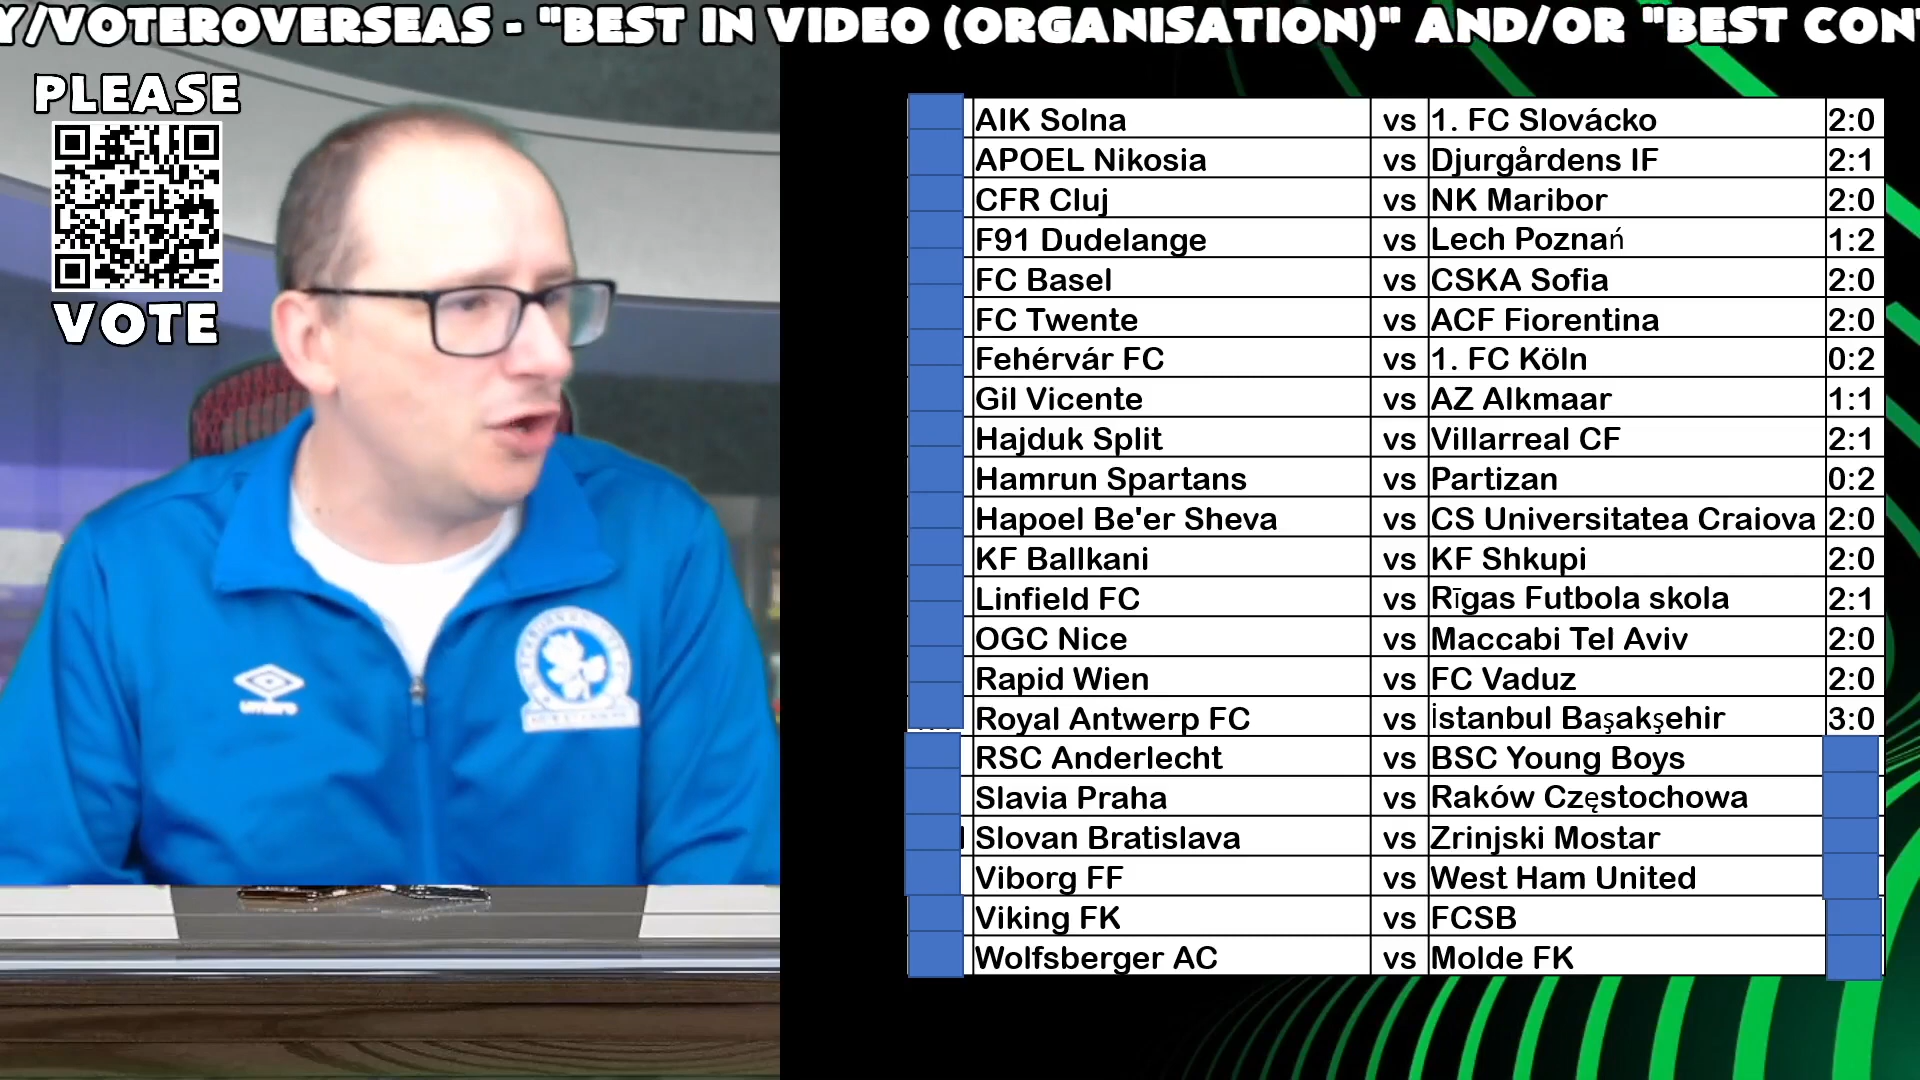 Y/VOTEROVERSEAS - "BEST IN VIDEO (ORGANISATION)" AND/OR "BEST CON
PLEASE
VOTE
umbro
AIK Solna vs 1. FC Slovácko 2:0
APOEL Nikosia vs Djurgårdens IF 2:1
CFR Cluj vs NK Maribor 2:0
F91 Dudelange vs Lech Poznań 1:2
FC Basel vs CSKA Sofia 2:0
FC Twente vs ACF Fiorentina 2:0
Fehérvár FC vs 1. FC Köln 0:2
Gil Vicente vs AZ Alkmaar 1:1
Hajduk Split vs Villarreal CF 2:1
Hamrun Spartans vs Partizan 0:2
Hapoel Be'er Sheva vs CS Universitatea Craiova 2:0
KF Ballkani vs KF Shkupi 2:0
Linfield FC vs Rīgas Futbola skola 2:1
OGC Nice vs Maccabi Tel Aviv 2:0
Rapid Wien vs FC Vaduz 2:0
Royal Antwerp FC vs İstanbul Başakşehir 3:0
RSC Anderlecht vs BSC Young Boys
Slavia Praha vs Raków Częstochowa
Slovan Bratislava vs Zrinjski Mostar
Viborg FF vs West Ham United
Viking FK vs FCSB
Wolfsberger AC vs Molde FK